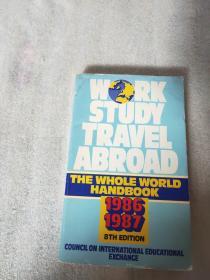 WORK
STUDY
TRAVEL
ABROAD
THE WHOLE WORLD
HANDBOOK
1986
1987
8TH EDITION
COUNCIL ON INTERNATIONAL EDUCATIONAL
EXCHANGE